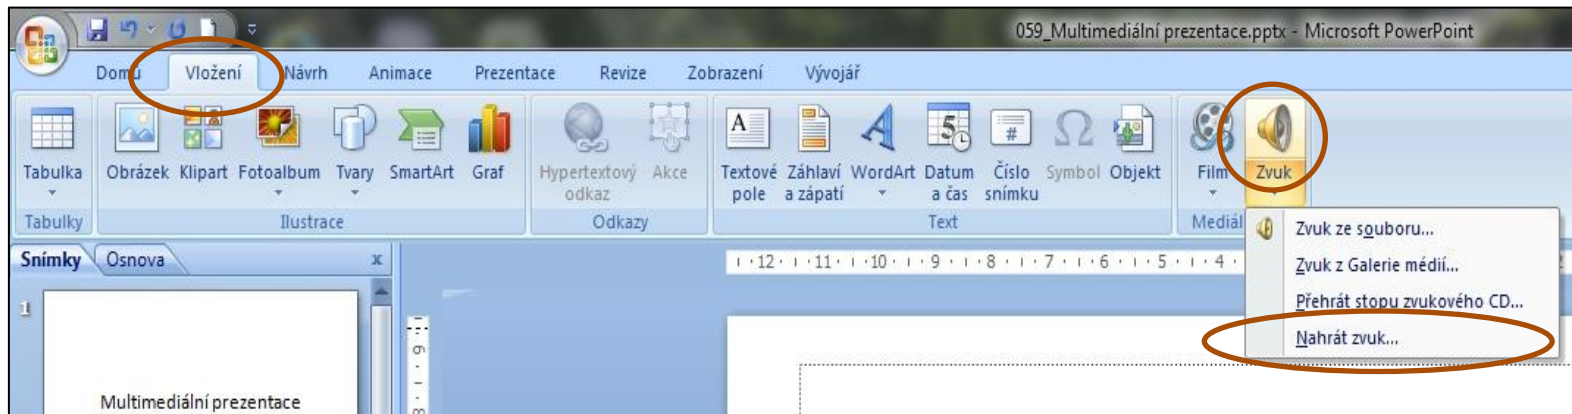 059_Multimediální prezentace.pptx - Microsoft PowerPoint
Domů Vložení Návrh Animace Prezentace Revize Zobrazení Vývojář
Tabulka Obrázek Klipart Fotoalbum Tvary SmartArt Graf Hypertextový odkaz Akce Textové pole Záhlaví a zápatí WordArt Datum a čas Číslo snímku Symbol Objekt Film Zvuk
Tabulky Ilustrace Odkazy Text Mediál
Zvuk ze souboru...
Zvuk z Galerie médií...
Přehrát stopu zvukového CD...
Nahrát zvuk...
Snímky Osnova x
12 11 10 9 8 7 6 5 4
1
9
8
Multimediální prezentace